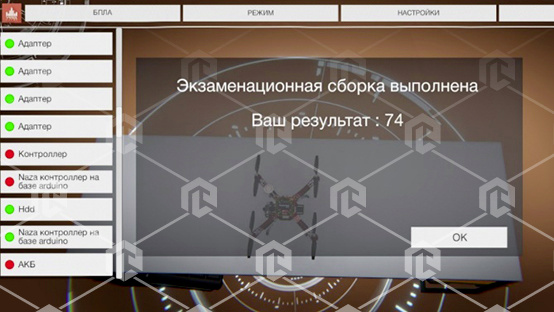 БПЛА
РЕЖИМ
НАСТРОЙКИ
Адаптер
Адаптер
Адаптер
Адаптер
Контроллер
Naza контроллер на
базе arduino
Hdd
Naza контроллер на
базе arduino
АКБ
Экзаменационная сборка выполнена
Ваш результат : 74
OK